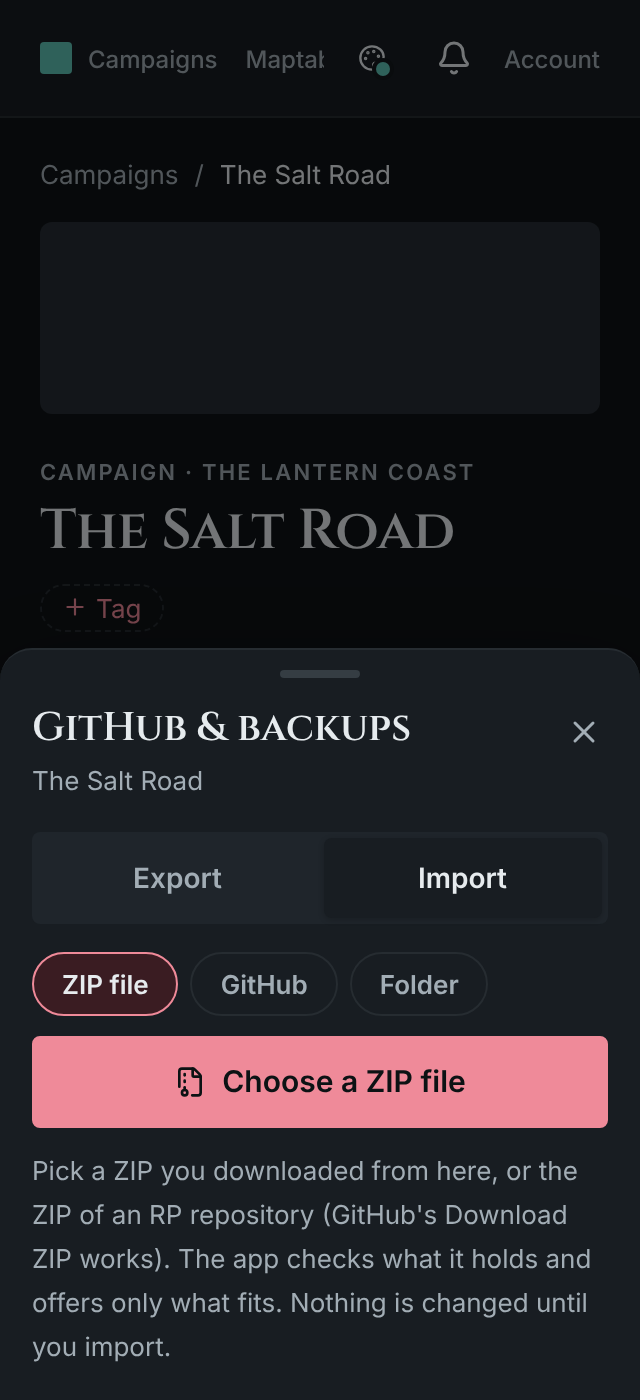 Campaigns Maptab Account
Campaigns / The Salt Road
CAMPAIGN · THE LANTERN COAST
The Salt Road
+ Tag
GitHub & backups
The Salt Road
Export Import
ZIP file GitHub Folder
Choose a ZIP file
Pick a ZIP you downloaded from here, or the
ZIP of an RP repository (GitHub's Download
ZIP works). The app checks what it holds and
offers only what fits. Nothing is changed until
you import.